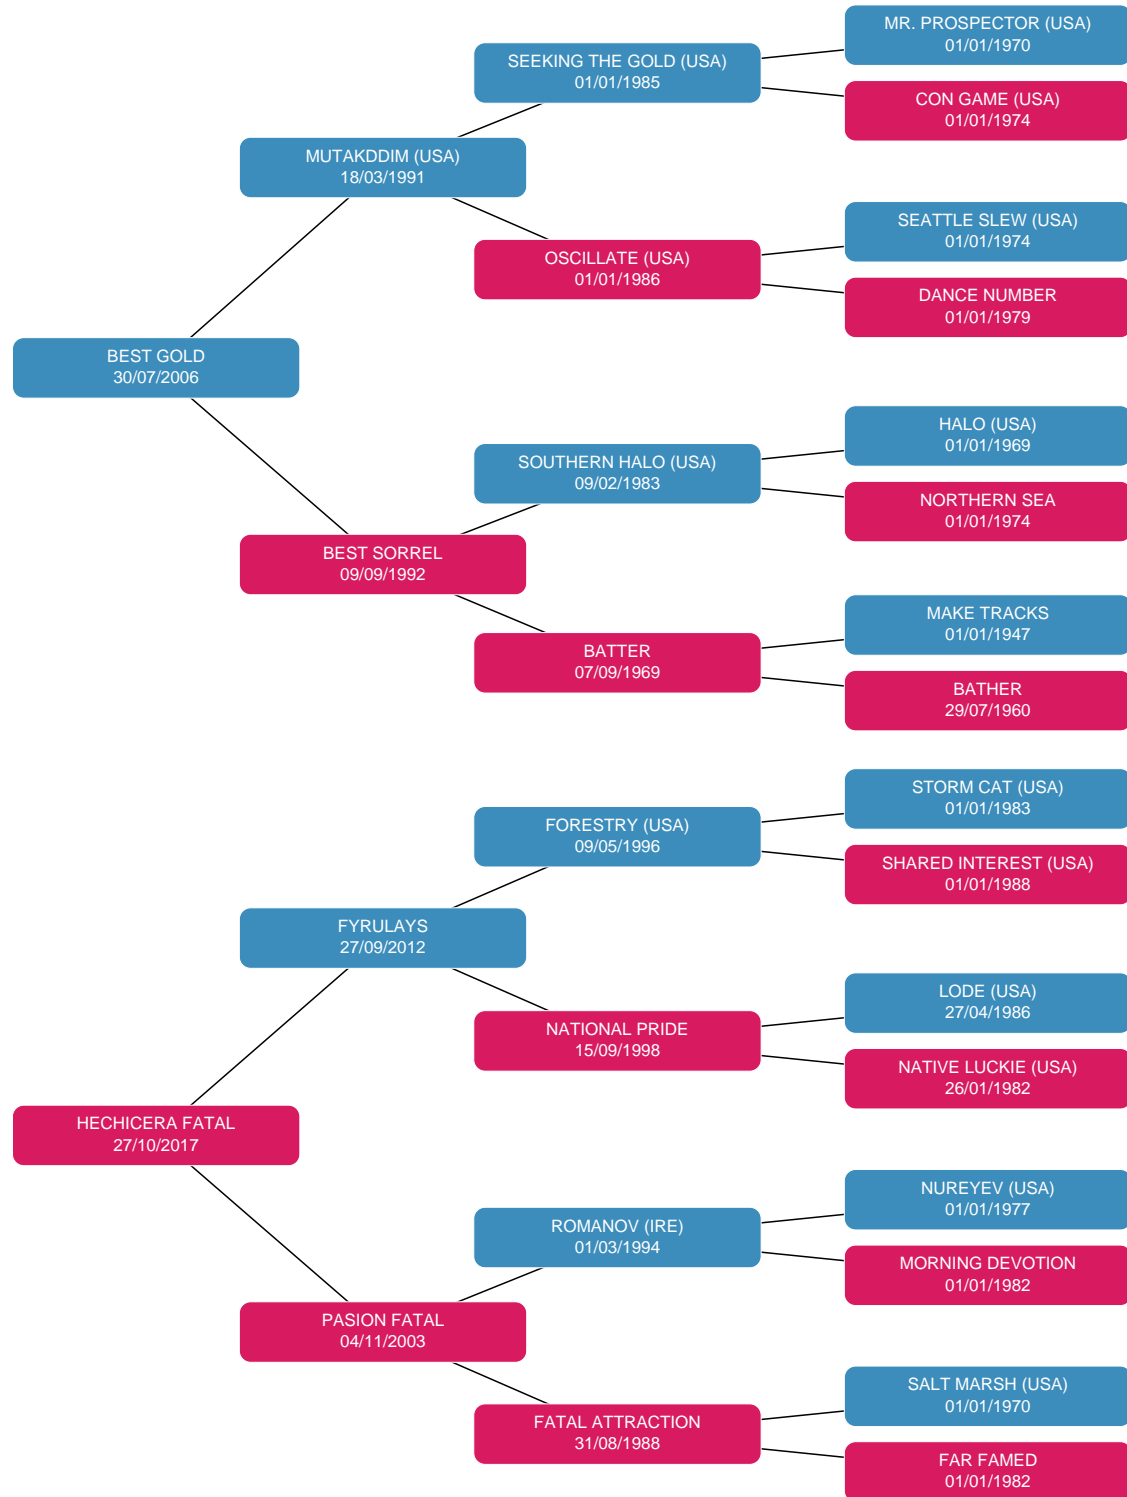 MR. PROSPECTOR (USA)
01/01/1970
SEEKING THE GOLD (USA)
01/01/1985
CON GAME (USA)
01/01/1974
MUTAKDDIM (USA)
18/03/1991
SEATTLE SLEW (USA)
01/01/1974
OSCILLATE (USA)
01/01/1986
DANCE NUMBER
01/01/1979
BEST GOLD
30/07/2006
HALO (USA)
01/01/1969
SOUTHERN HALO (USA)
09/02/1983
NORTHERN SEA
01/01/1974
BEST SORREL
09/09/1992
MAKE TRACKS
01/01/1947
BATTER
07/09/1969
BATHER
29/07/1960
STORM CAT (USA)
01/01/1983
FORESTRY (USA)
09/05/1996
SHARED INTEREST (USA)
01/01/1988
FYRULAYS
27/09/2012
LODE (USA)
27/04/1986
NATIONAL PRIDE
15/09/1998
NATIVE LUCKIE (USA)
26/01/1982
HECHICERA FATAL
27/10/2017
NUREYEV (USA)
01/01/1977
ROMANOV (IRE)
01/03/1994
MORNING DEVOTION
01/01/1982
PASION FATAL
04/11/2003
SALT MARSH (USA)
01/01/1970
FATAL ATTRACTION
31/08/1988
FAR FAMED
01/01/1982